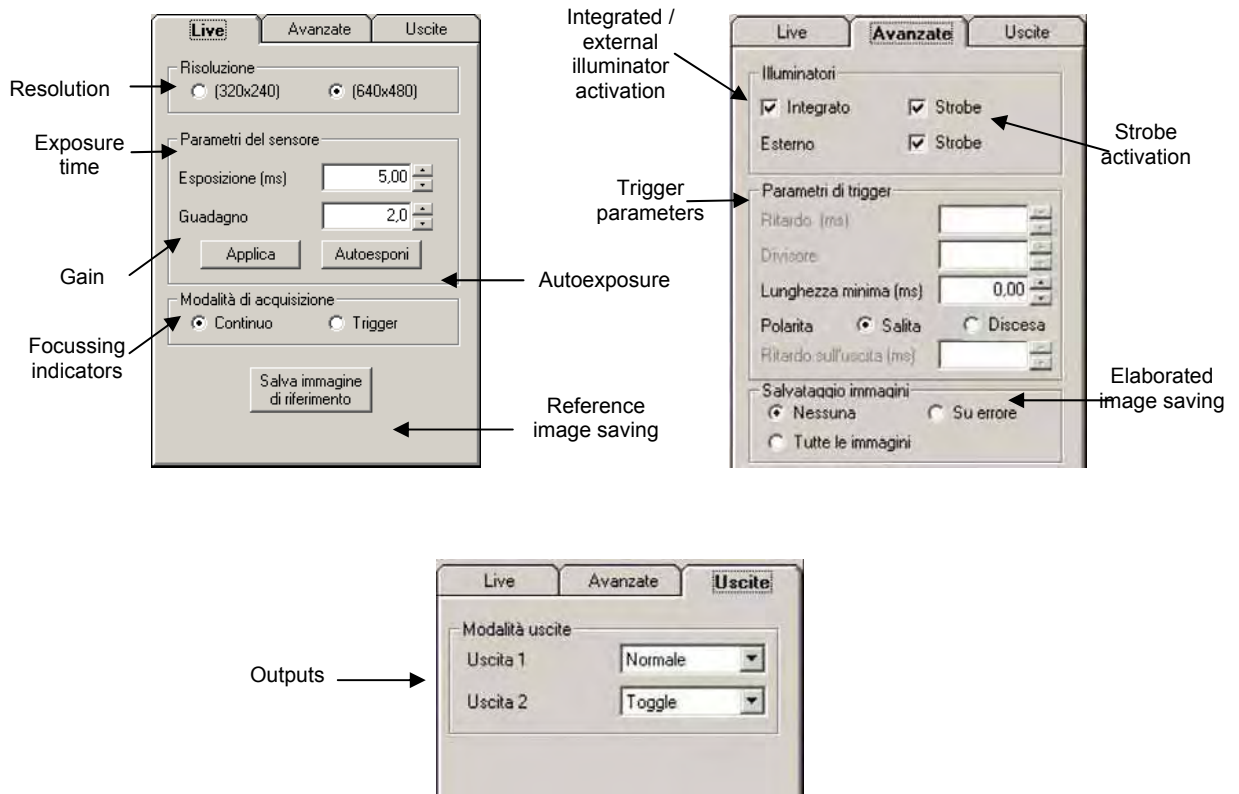 Live Avanzate Uscite
Risoluzione
(320x240) (640x480)
Parametri del sensore
Esposizione (ms) 5,00
Guadagno 2,0
Applica Autoesponi
Modalità di acquisizione
Continuo Trigger
Salva immagine
di riferimento
Resolution
Exposure
time
Gain
Focussing
indicators
Autoexposure
Reference
image saving
Integrated /
external
illuminator
activation
Trigger
parameters
Live Avanzate Uscite
Illuminatori
Integrato Strobe
Esterno Strobe
Parametri di trigger
Ritardo (ms)
Divisore
Lunghezza minima (ms) 0,00
Polarita Salita Discesa
Ritardo sull'uscita (ms)
Salvataggio immagini
Nessuna Su errore
Tutte le immagini
Strobe
activation
Elaborated
image saving
Outputs
Live Avanzate Uscite
Modalità uscite
Uscita 1 Normale
Uscita 2 Toggle